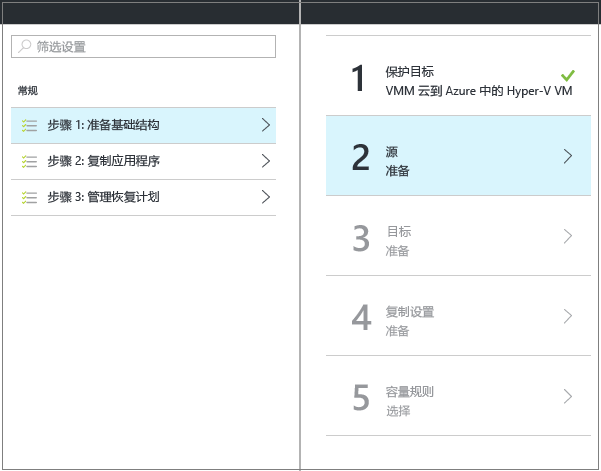 筛选设置
常规
步骤 1: 准备基础结构
步骤 2: 复制应用程序
步骤 3: 管理恢复计划
1
保护目标
VMM 云到 Azure 中的 Hyper-V VM
2
源
准备
3
目标
准备
4
复制设置
准备
5
容量规则
选择